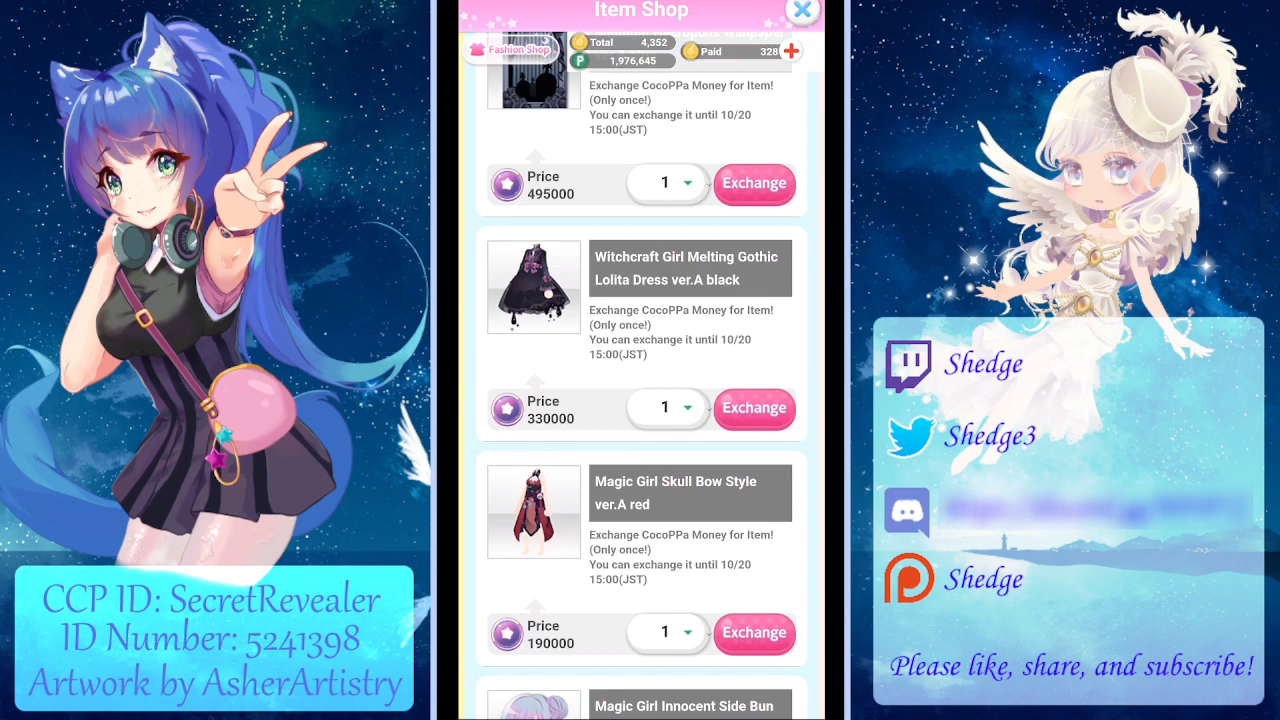 Item Shop
Fashion Shop
Total 4,352
Paid 328
P 1,976,645
Exchange CocoPPa Money for Item!
(Only once!)
You can exchange it until 10/20
15:00(JST)
Price
495000
1
Exchange
Witchcraft Girl Melting Gothic
Lolita Dress ver.A black
Exchange CocoPPa Money for Item!
(Only once!)
You can exchange it until 10/20
15:00(JST)
Price
330000
1
Exchange
Magic Girl Skull Bow Style
ver.A red
Exchange CocoPPa Money for Item!
(Only once!)
You can exchange it until 10/20
15:00(JST)
Price
190000
1
Exchange
Magic Girl Innocent Side Bun
CCP ID: SecretRevealer
ID Number: 5241398
Artwork by AsherArtistry
Shedge
Shedge3
Shedge
Please like, share, and subscribe!